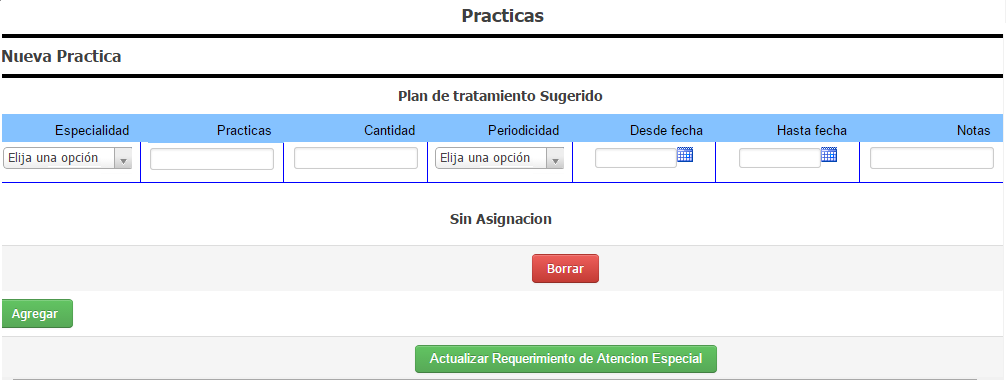 Practicas
Nueva Practica
Plan de tratamiento Sugerido
Especialidad Practicas Cantidad Periodicidad Desde fecha Hasta fecha Notas
Elija una opción Elija una opción
Sin Asignacion
Borrar
Agregar
Actualizar Requerimiento de Atencion Especial